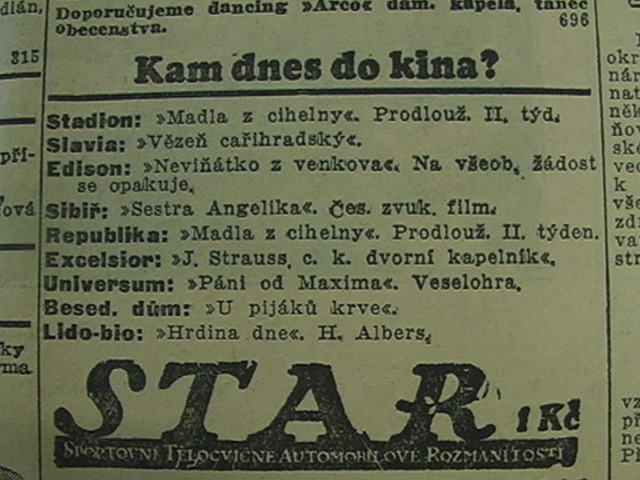 dián,
Doporučujeme dancing »Arco« dám. kapela, tanec
obecenstva. 696
315
Kam dnes do kina?
Stadion: »Madla z cihelny«. Prodlouž. II. týd.
Slavia: »Vězeň cařihradský«.
Edison: »Neviňátko z venkova«. Na všeob. žádost
se opakuje.
Sibiř: »Sestra Angelika«. Čes. zvuk. film.
Republika: »Madla z cihelny«. Prodlouž. II. týden.
Excelsior: »J. Strauss, c. k. dvorní kapelník«.
Universum: »Páni od Maxima«. Veselohra.
Besed. dům: »U pijáků krve«.
Lido-bio: »Hrdina dne«. H. Albers.
STAR 1 Kč
SPORTOVNÍ TĚLOCVIČNÉ AUTOMOBILOVÉ ROZMANITOSTI